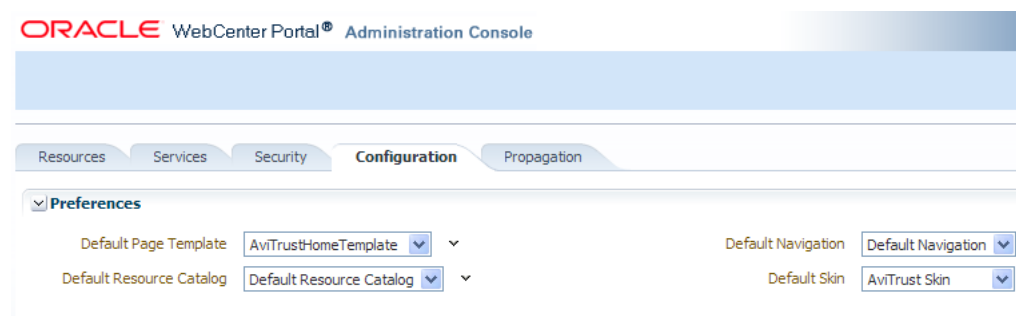 ORACLE WebCenter Portal® Administration Console
Resources Services Security Configuration Propagation
Preferences
Default Page Template AviTrustHomeTemplate Default Navigation Default Navigation
Default Resource Catalog Default Resource Catalog Default Skin AviTrust Skin